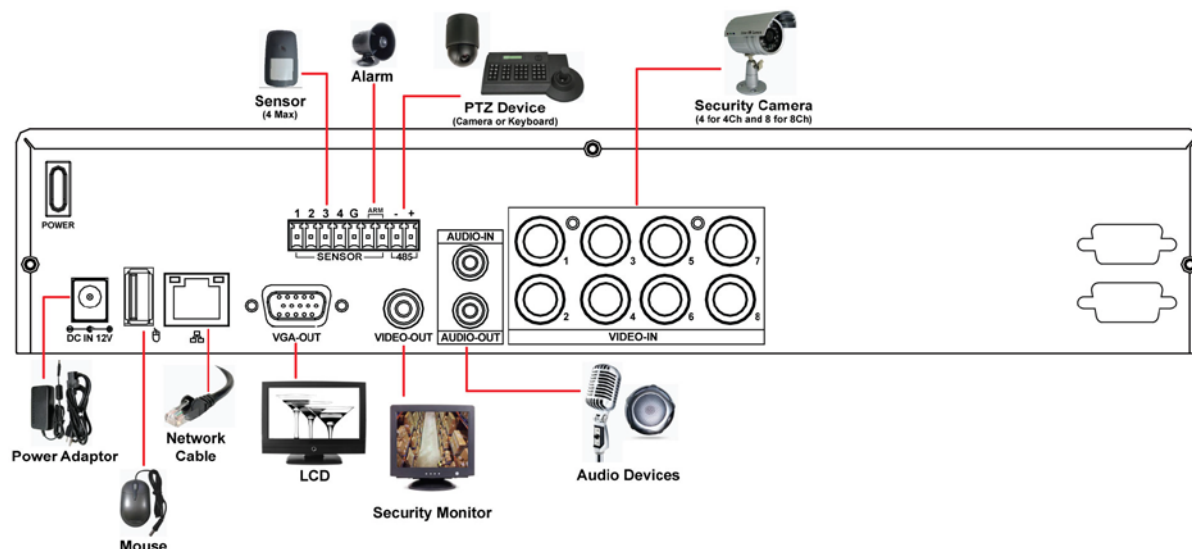 Sensor
(4 Max)
Alarm
PTZ Device
(Camera or Keyboard)
Security Camera
(4 for 4Ch and 8 for 8Ch)
POWER
1 2 3 4 G ARM - +
SENSOR 485
AUDIO-IN
AUDIO-OUT
1 3 5 7
2 4 6 8
VIDEO-IN
DC IN 12V
VGA-OUT
VIDEO-OUT
Power Adaptor
Mouse
Network
Cable
LCD
Security Monitor
Audio Devices